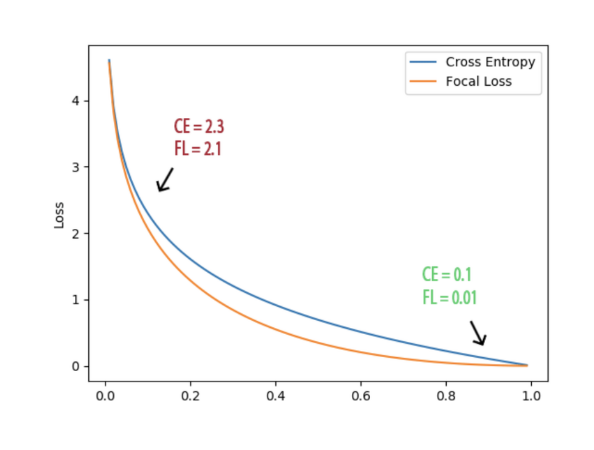 Cross Entropy
Focal Loss
4
CE = 2.3
FL = 2.1
3
Loss
2
CE = 0.1
FL = 0.01
1
0
0.0 0.2 0.4 0.6 0.8 1.0